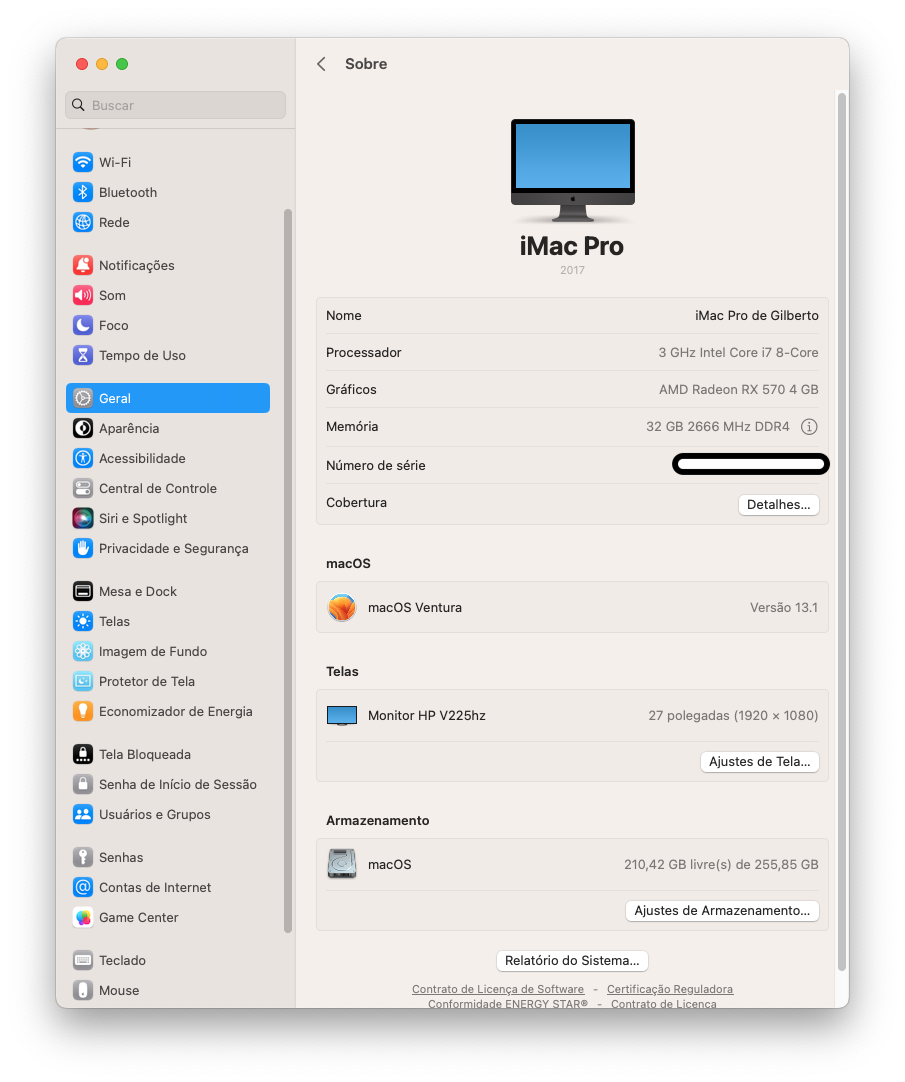 Buscar
Wi-Fi
Bluetooth
Rede
Notificações
Som
Foco
Tempo de Uso
Geral
Aparência
Acessibilidade
Central de Controle
Siri e Spotlight
Privacidade e Segurança
Mesa e Dock
Telas
Imagem de Fundo
Protetor de Tela
Economizador de Energia
Tela Bloqueada
Senha de Início de Sessão
Usuários e Grupos
Senhas
Contas de Internet
Game Center
Teclado
Mouse
Sobre
iMac Pro
2017
Nome iMac Pro de Gilberto
Processador 3 GHz Intel Core i7 8-Core
Gráficos AMD Radeon RX 570 4 GB
Memória 32 GB 2666 MHz DDR4
Número de série
Cobertura Detalhes...
macOS
macOS Ventura Versão 13.1
Telas
Monitor HP V225hz 27 polegadas (1920 × 1080)
Ajustes de Tela...
Armazenamento
macOS 210,42 GB livre(s) de 255,85 GB
Ajustes de Armazenamento...
Relatório do Sistema...
Contrato de Licença de Software - Certificação Reguladora
Conformidade ENERGY STAR® - Contrato de Licença